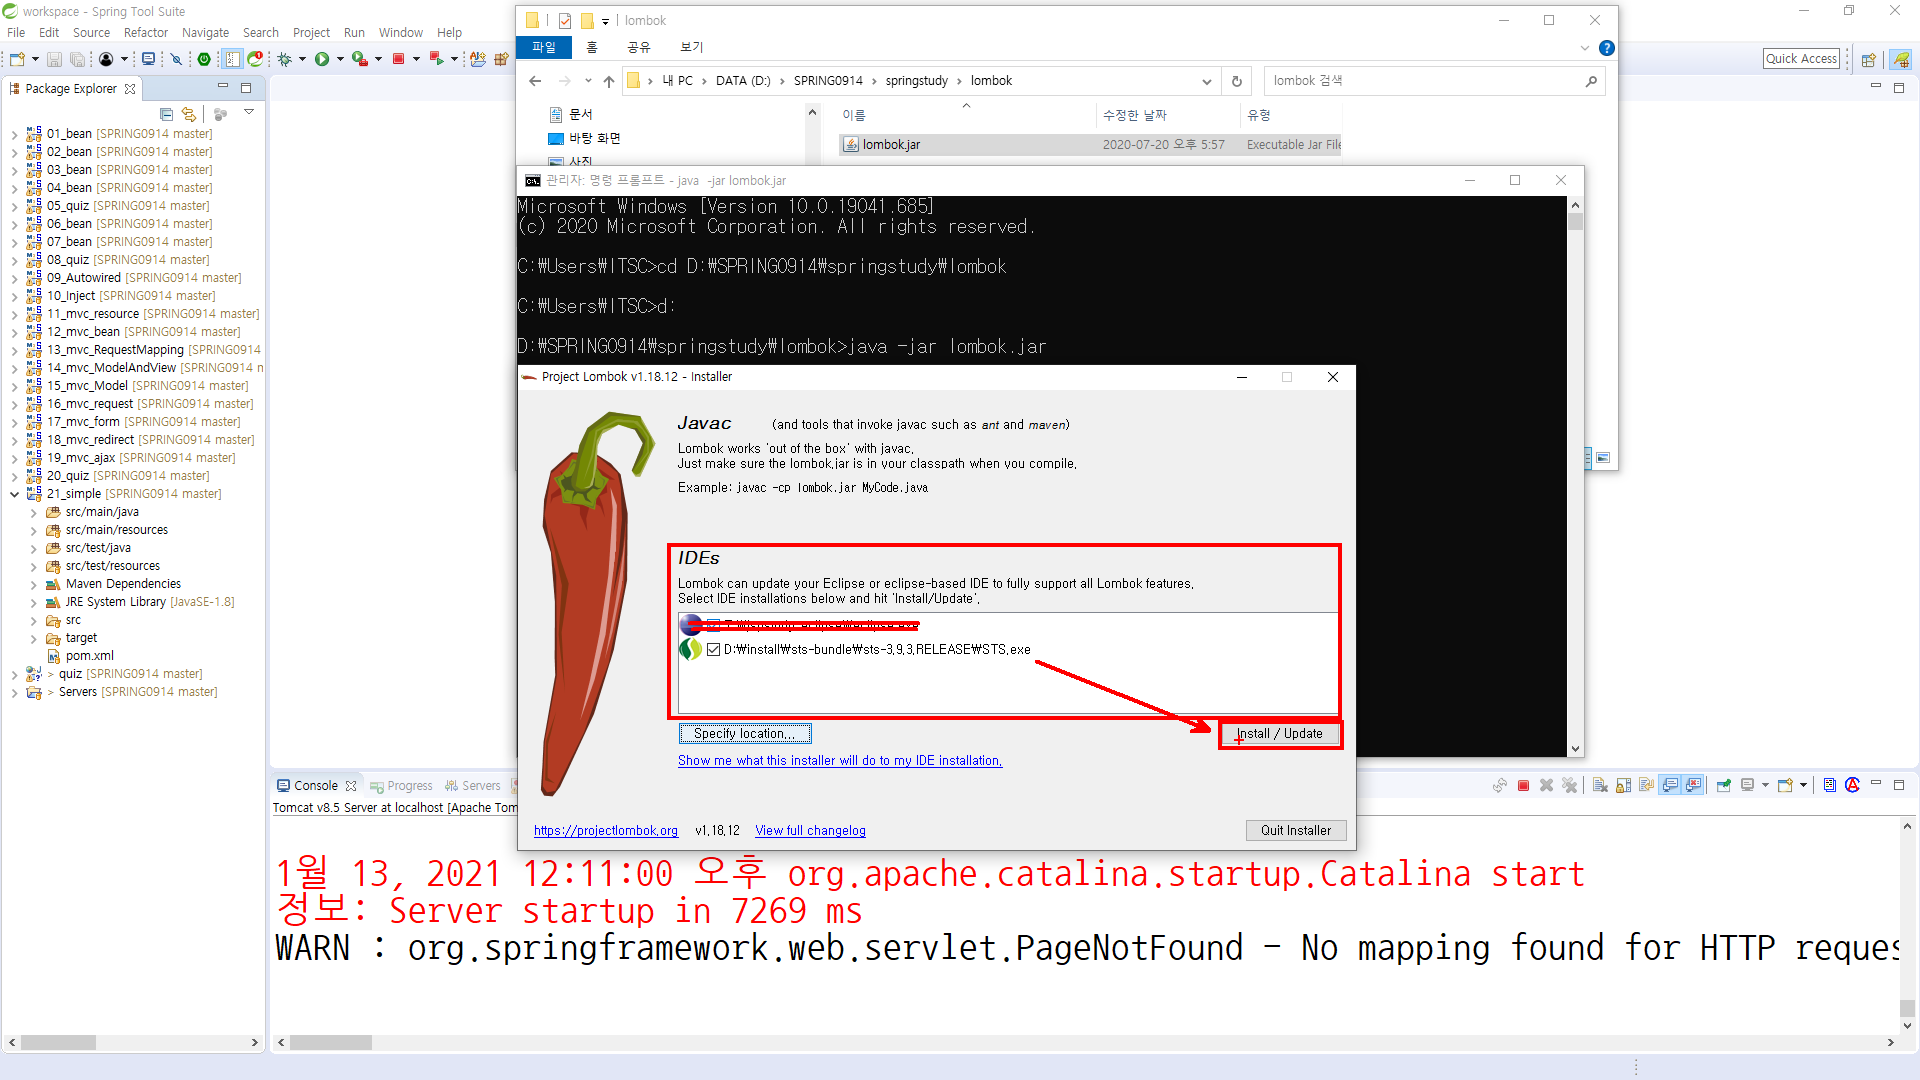 workspace - Spring Tool Suite
File Edit Source Refactor Navigate Search Project Run Window Help
Quick Access
Package Explorer
01_bean [SPRING0914 master]
02_bean [SPRING0914 master]
03_bean [SPRING0914 master]
04_bean [SPRING0914 master]
05_quiz [SPRING0914 master]
06_bean [SPRING0914 master]
07_bean [SPRING0914 master]
08_quiz [SPRING0914 master]
09_Autowired [SPRING0914 master]
10_Inject [SPRING0914 master]
11_mvc_resource [SPRING0914 master]
12_mvc_bean [SPRING0914 master]
13_mvc_RequestMapping [SPRING0914
14_mvc_ModelAndView [SPRING0914 m
15_mvc_Model [SPRING0914 master]
16_mvc_request [SPRING0914 master]
17_mvc_form [SPRING0914 master]
18_mvc_redirect [SPRING0914 master]
19_mvc_ajax [SPRING0914 master]
20_quiz [SPRING0914 master]
21_simple [SPRING0914 master]
src/main/java
src/main/resources
src/test/java
src/test/resources
Maven Dependencies
JRE System Library [JavaSE-1.8]
src
target
pom.xml
> quiz [SPRING0914 master]
> Servers [SPRING0914 master]
lombok
파일 홈 공유 보기
내 PC > DATA (D:) > SPRING0914 > springstudy > lombok
lombok 검색
문서
바탕 화면
사진
이름 수정한 날짜 유형
lombok.jar 2020-07-20 오후 5:57 Executable Jar File
관리자: 명령 프롬프트 - java -jar lombok.jar
Microsoft Windows [Version 10.0.19041.685]
(c) 2020 Microsoft Corporation. All rights reserved.
C:₩Users₩ITSC>cd D:₩SPRING0914₩springstudy₩lombok
C:₩Users₩ITSC>d:
D:₩SPRING0914₩springstudy₩lombok>java -jar lombok.jar
Project Lombok v1.18.12 - Installer
Javac (and tools that invoke javac such as ant and maven)
Lombok works 'out of the box' with javac.
Just make sure the lombok.jar is in your classpath when you compile.
Example: javac -cp lombok.jar MyCode.java
IDEs
Lombok can update your Eclipse or eclipse-based IDE to fully support all Lombok features.
Select IDE installations below and hit 'Install/Update'.
D:₩install₩sts-bundle₩sts-3.9.3.RELEASE₩STS.exe
Specify location...
Install / Update
Show me what this installer will do to my IDE installation.
https://projectlombok.org v1.18.12 View full changelog
Quit Installer
Console Progress Servers
Tomcat v8.5 Server at localhost [Apache Tom
1월 13, 2021 12:11:00 오후 org.apache.catalina.startup.Catalina start
정보: Server startup in 7269 ms
WARN : org.springframework.web.servlet.PageNotFound - No mapping found for HTTP reques